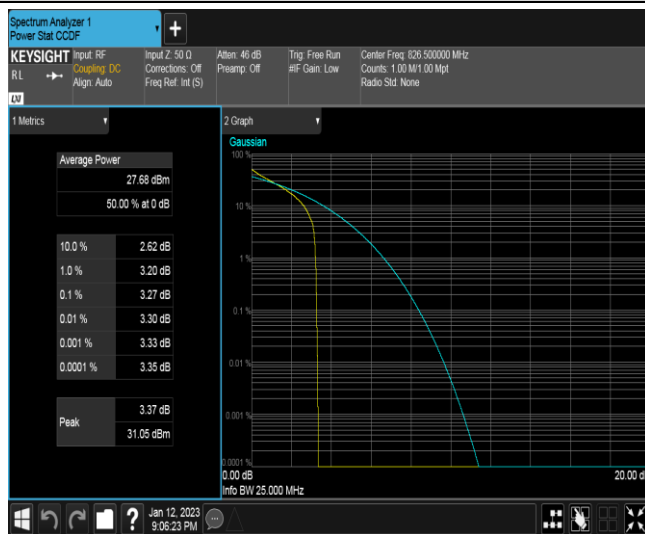 Spectrum Analyzer 1
Power Stat CCDF
KEYSIGHT
RL
LXI
Input: RF
Coupling: DC
Align: Auto
Input Z: 50 Ω
Corrections: Off
Freq Ref: Int (S)
Atten: 46 dB
Preamp: Off
Trig: Free Run
#IF Gain: Low
Center Freq: 826.500000 MHz
Counts: 1.00 M/1.00 Mpt
Radio Std: None
1 Metrics
Average Power
27.68 dBm
50.00 % at 0 dB
10.0 % 2.62 dB
1.0 % 3.20 dB
0.1 % 3.27 dB
0.01 % 3.30 dB
0.001 % 3.33 dB
0.0001 % 3.35 dB
Peak
3.37 dB
31.05 dBm
2 Graph
Gaussian
100 %
10 %
1 %
0.1 %
0.01 %
0.001 %
0.0001 %
0.00 dB
20.00 d
Info BW 25.000 MHz
?
Jan 12, 2023
9:06:23 PM